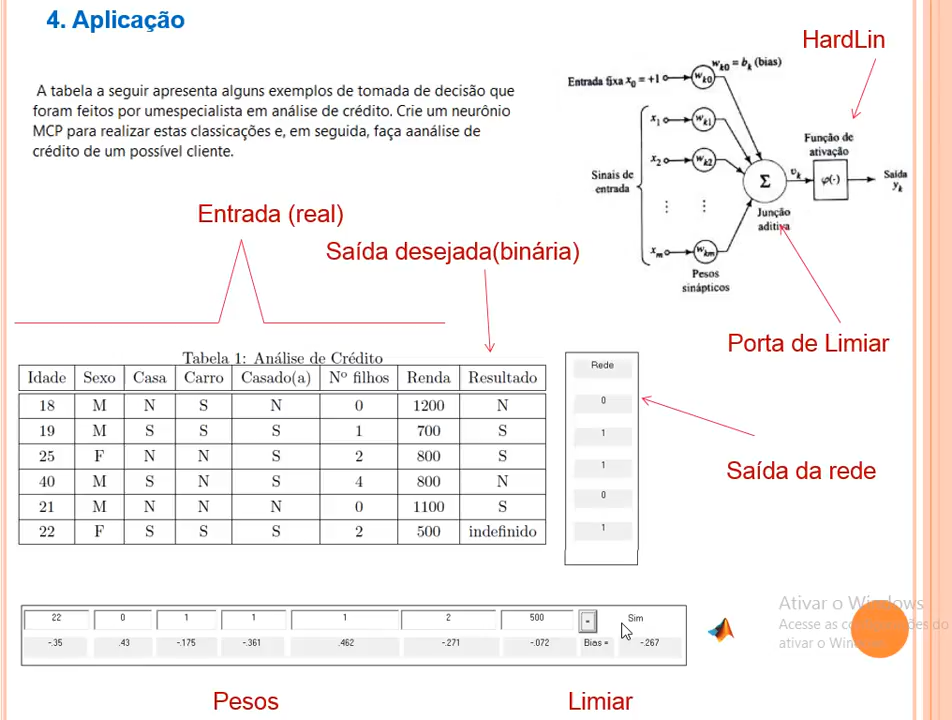 4. Aplicação
HardLin
A tabela a seguir apresenta alguns exemplos de tomada de decisão que
foram feitos por umespecialista em análise de crédito. Crie um neurônio
MCP para realizar estas classicações e, em seguida, faça aanálise de
crédito de um possível cliente.
Entrada fixa x0 = +1
wk0
wk0 = bk (bias)
x1
wk1
x2
wk2
xm
wkm
Sinais de
entrada
Σ
υk
Função de
ativação
φ(·)
Saída
yk
Junção
aditiva
Pesos
sinápticos
Entrada (real)
Saída desejada(binária)
Porta de Limiar
Tabela 1: Análise de Crédito
Idade Sexo Casa Carro Casado(a) Nº filhos Renda Resultado
18 M N S N 0 1200 N
19 M S S S 1 700 S
25 F N N S 2 800 S
40 M S N S 4 800 N
21 M N N N 0 1100 S
22 F S S S 2 500 indefinido
Rede
0
1
1
0
1
Saída da rede
22 0 1 1 1 2 500 = Sim
-.35 .43 -.175 -.361 .462 -.271 -.072 Bias = -.267
Pesos
Limiar
Ativar o Windows
Acesse as do
ativar o